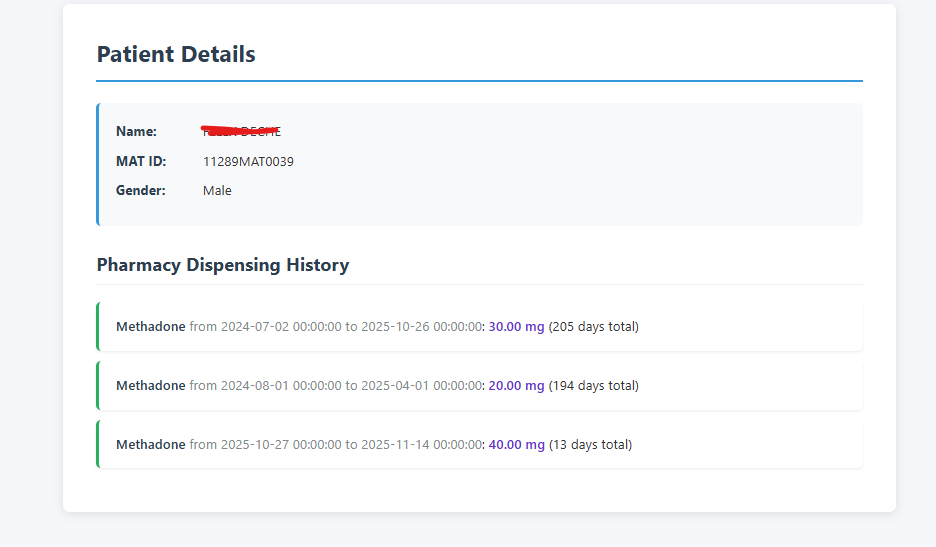 Patient Details
Name:
MAT ID: 11289MAT0039
Gender: Male
Pharmacy Dispensing History
Methadone from 2024-07-02 00:00:00 to 2025-10-26 00:00:00: 30.00 mg (205 days total)
Methadone from 2024-08-01 00:00:00 to 2025-04-01 00:00:00: 20.00 mg (194 days total)
Methadone from 2025-10-27 00:00:00 to 2025-11-14 00:00:00: 40.00 mg (13 days total)